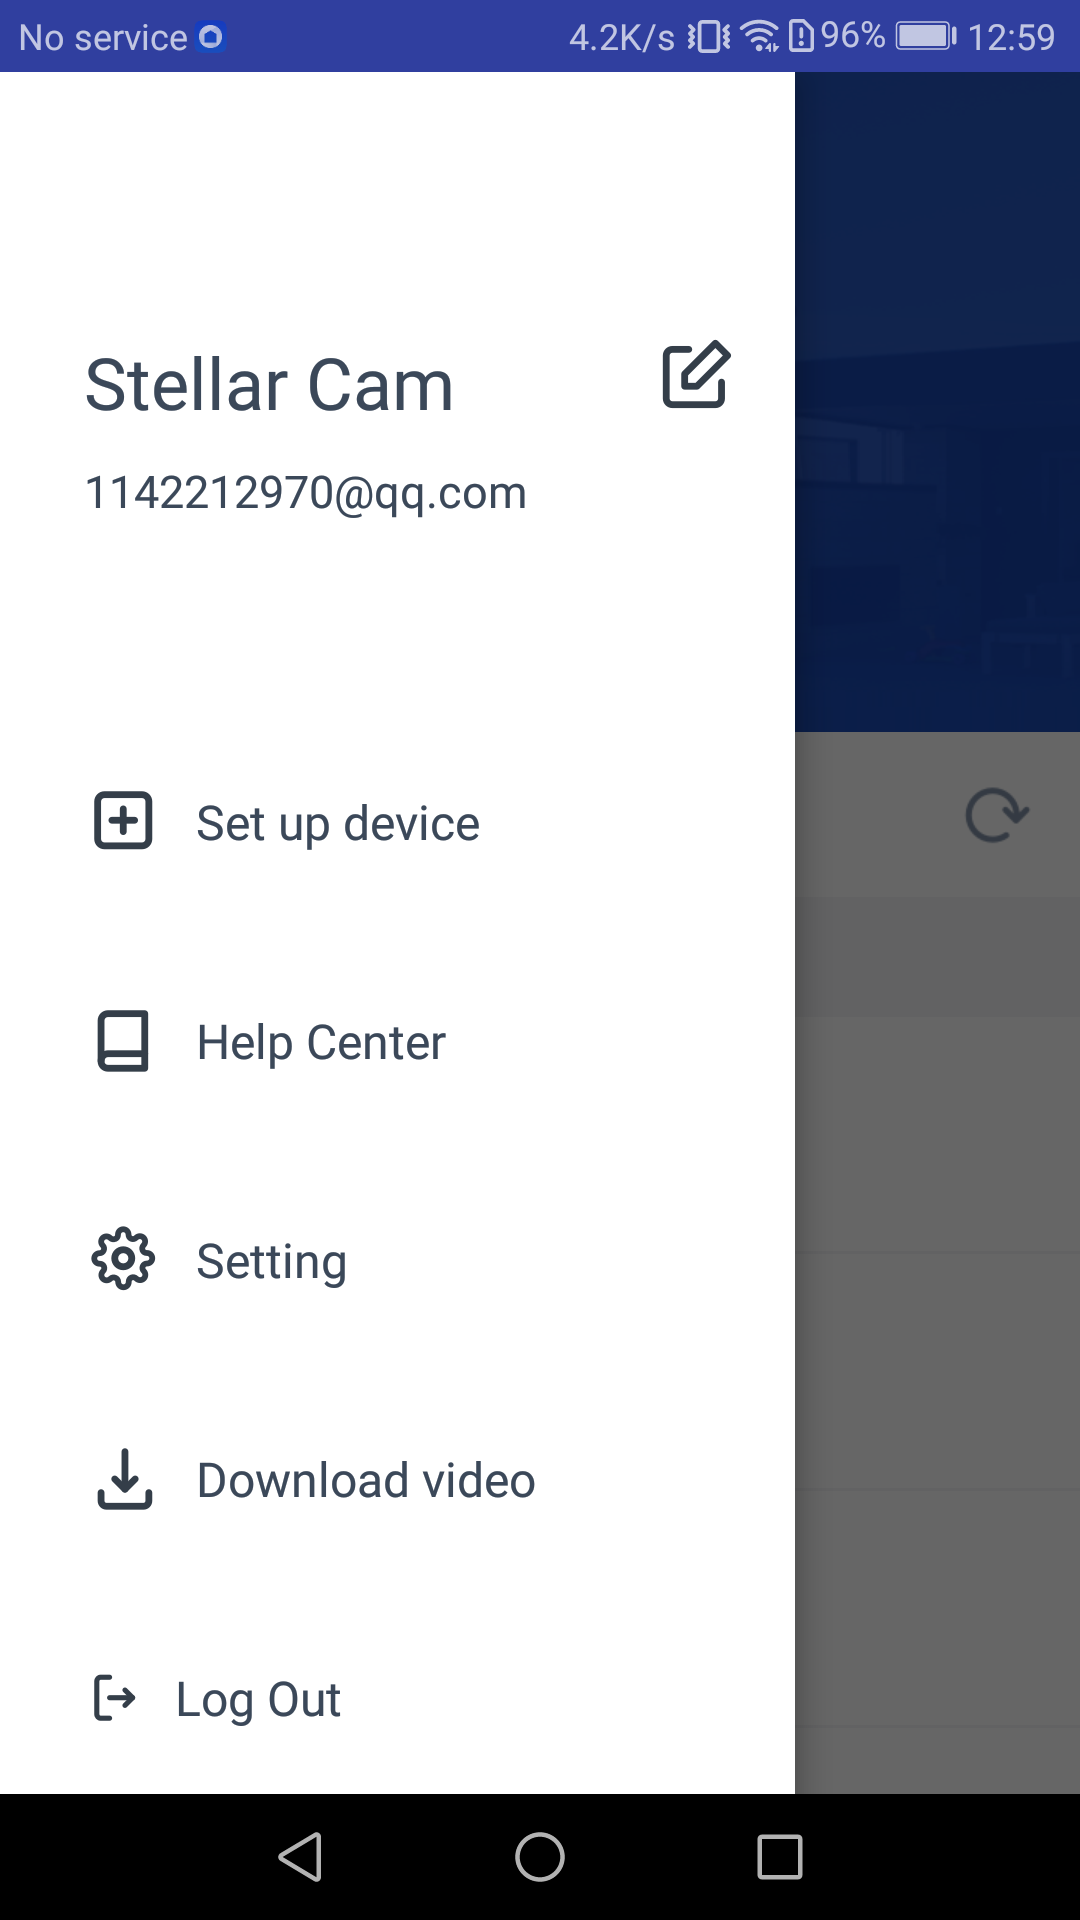 No service 4.2K/s 96% 12:59
Stellar Cam
1142212970@qq.com
Set up device
Help Center
Setting
Download video
Log Out